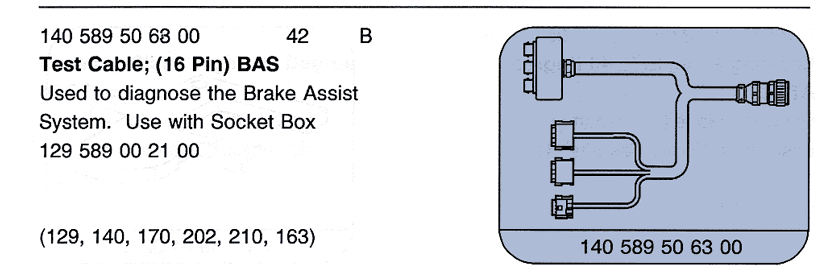 140 589 50 63 00 42 B
Test Cable; (16 Pin) BAS
Used to diagnose the Brake Assist
System. Use with Socket Box
129 589 00 21 00
(129, 140, 170, 202, 210, 163)
140 589 50 63 00